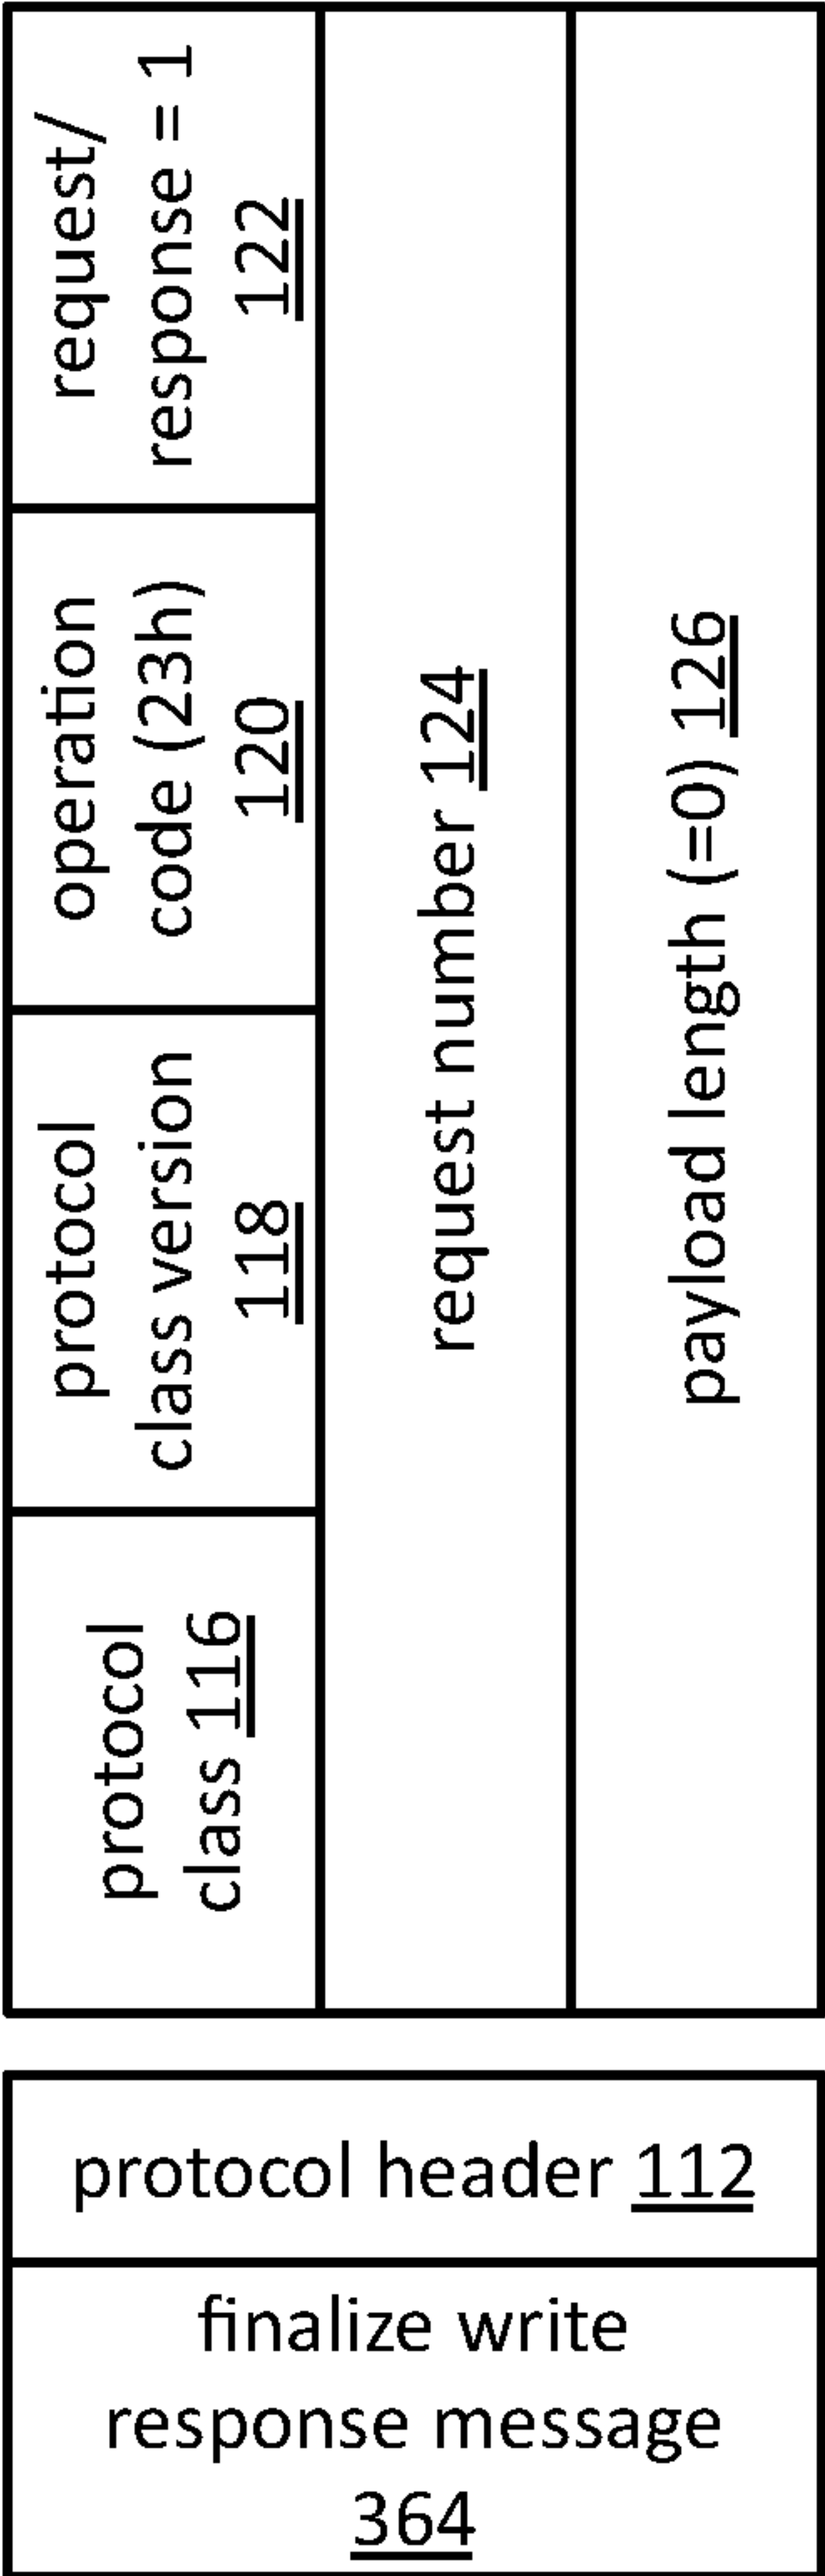 finalize write
response message
364
protocol header 112
protocol
class 116
protocol
class version
118
operation
code (23h)
120
request/
response = 1
122
request number 124
payload length (=0) 126